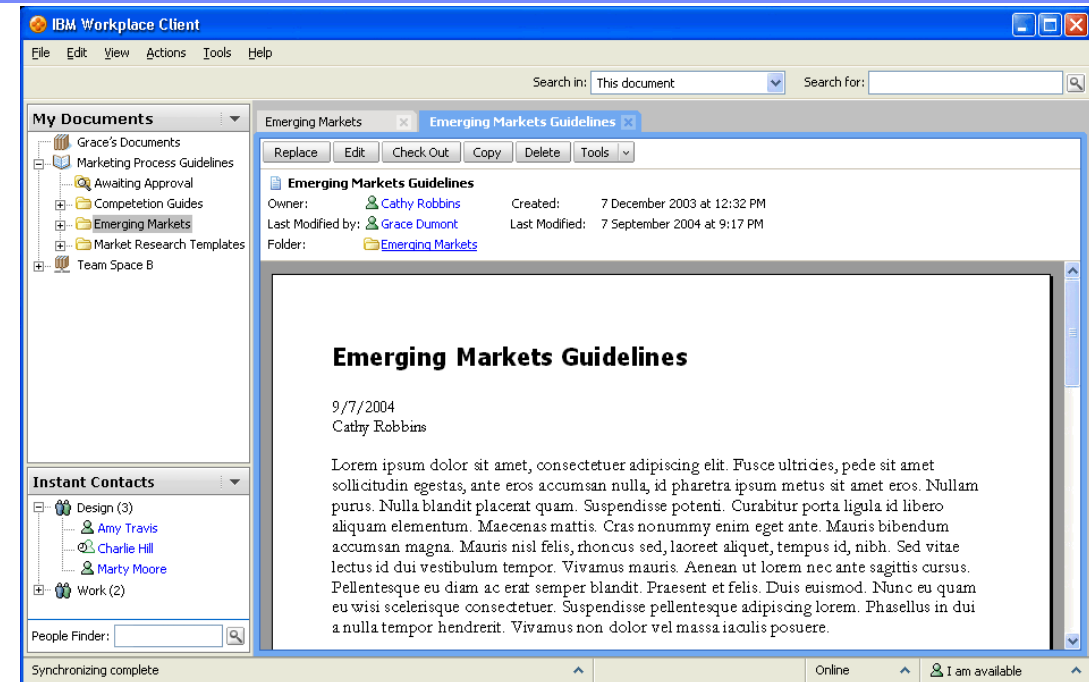 IBM Workplace Client
File Edit View Actions Tools Help
Search in: This document Search for:
My Documents
Grace's Documents
Marketing Process Guidelines
Awaiting Approval
Competetion Guides
Emerging Markets
Market Research Templates
Team Space B
Instant Contacts
Design (3)
Amy Travis
Charlie Hill
Marty Moore
Work (2)
People Finder:
Emerging Markets Emerging Markets Guidelines
Replace Edit Check Out Copy Delete Tools
Emerging Markets Guidelines
Owner: Cathy Robbins Created: 7 December 2003 at 12:32 PM
Last Modified by: Grace Dumont Last Modified: 7 September 2004 at 9:17 PM
Folder: Emerging Markets
Emerging Markets Guidelines
9/7/2004
Cathy Robbins
Lorem ipsum dolor sit amet, consectetuer adipiscing elit. Fusce ultricies, pede sit amet
sollicitudin egestas, ante eros accumsan nulla, id pharetra ipsum metus sit amet eros. Nullam
purus. Nulla blandit placerat quam. Suspendisse potenti. Curabitur porta ligula id libero
aliquam elementum. Maecenas mattis. Cras nonummy enim eget ante. Mauris bibendum
accumsan magna. Mauris nisl felis, rhoncus sed, laoreet aliquet, tempus id, nibh. Sed vitae
lectus id dui vestibulum tempor. Vivamus mauris. Aenean ut lorem nec ante sagittis cursus.
Pellentesque eu diam ac erat semper blandit. Praesent et felis. Duis euismod. Nunc eu quam
eu wisi scelerisque consectetuer. Suspendisse pellentesque adipiscing lorem. Phasellus in dui
a nulla tempor hendrerit. Vivamus non dolor vel massa iaculis posuere.
Synchronizing complete Online I am available